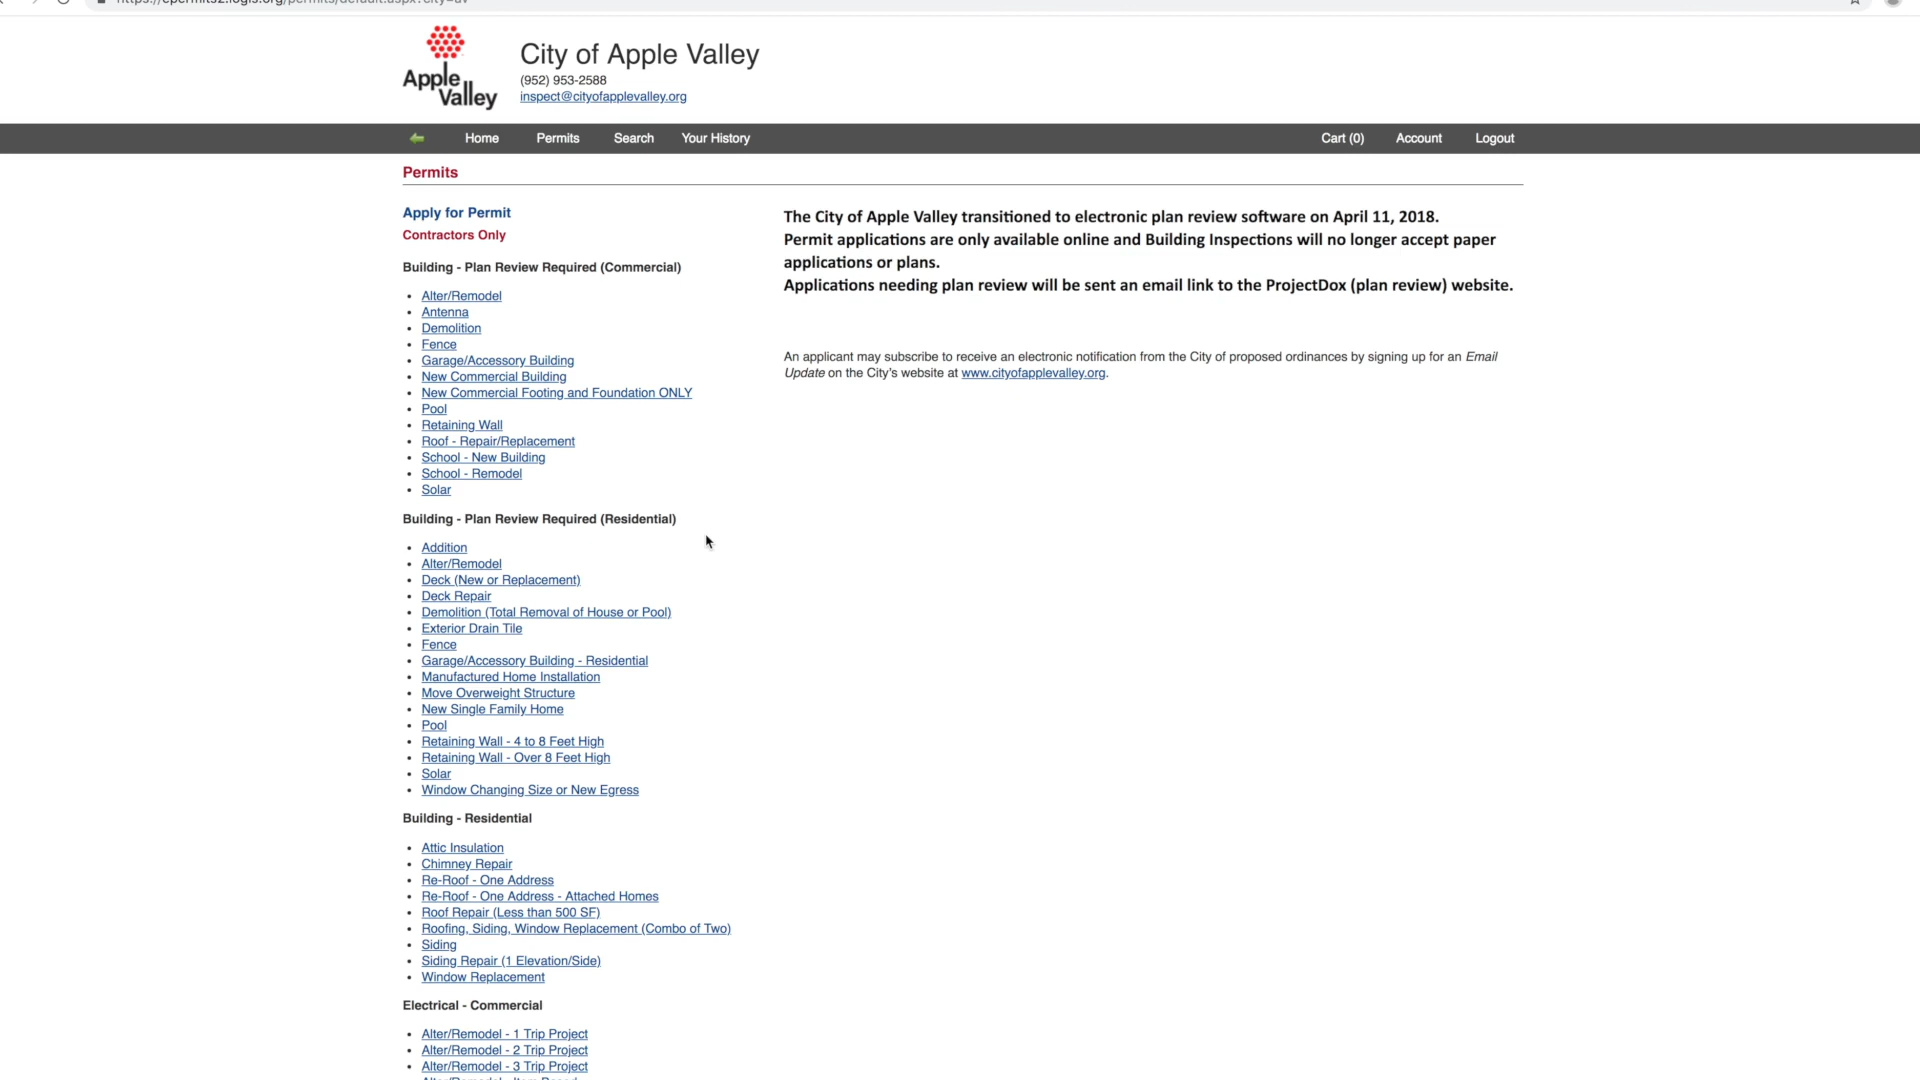 Apple
Valley
City of Apple Valley
(952) 953-2588
inspect@cityofapplevalley.org
Home Permits Search Your History Cart (0) Account Logout
Permits
Apply for Permit
Contractors Only
Building - Plan Review Required (Commercial)
• Alter/Remodel
• Antenna
• Demolition
• Fence
• Garage/Accessory Building
• New Commercial Building
• New Commercial Footing and Foundation ONLY
• Pool
• Retaining Wall
• Roof - Repair/Replacement
• School - New Building
• School - Remodel
• Solar
Building - Plan Review Required (Residential)
• Addition
• Alter/Remodel
• Deck (New or Replacement)
• Deck Repair
• Demolition (Total Removal of House or Pool)
• Exterior Drain Tile
• Fence
• Garage/Accessory Building - Residential
• Manufactured Home Installation
• Move Overweight Structure
• New Single Family Home
• Pool
• Retaining Wall - 4 to 8 Feet High
• Retaining Wall - Over 8 Feet High
• Solar
• Window Changing Size or New Egress
Building - Residential
• Attic Insulation
• Chimney Repair
• Re-Roof - One Address
• Re-Roof - One Address - Attached Homes
• Roof Repair (Less than 500 SF)
• Roofing, Siding, Window Replacement (Combo of Two)
• Siding
• Siding Repair (1 Elevation/Side)
• Window Replacement
Electrical - Commercial
• Alter/Remodel - 1 Trip Project
• Alter/Remodel - 2 Trip Project
• Alter/Remodel - 3 Trip Project
The City of Apple Valley transitioned to electronic plan review software on April 11, 2018.
Permit applications are only available online and Building Inspections will no longer accept paper
applications or plans.
Applications needing plan review will be sent an email link to the ProjectDox (plan review) website.
An applicant may subscribe to receive an electronic notification from the City of proposed ordinances by signing up for an Email
Update on the City's website at www.cityofapplevalley.org.